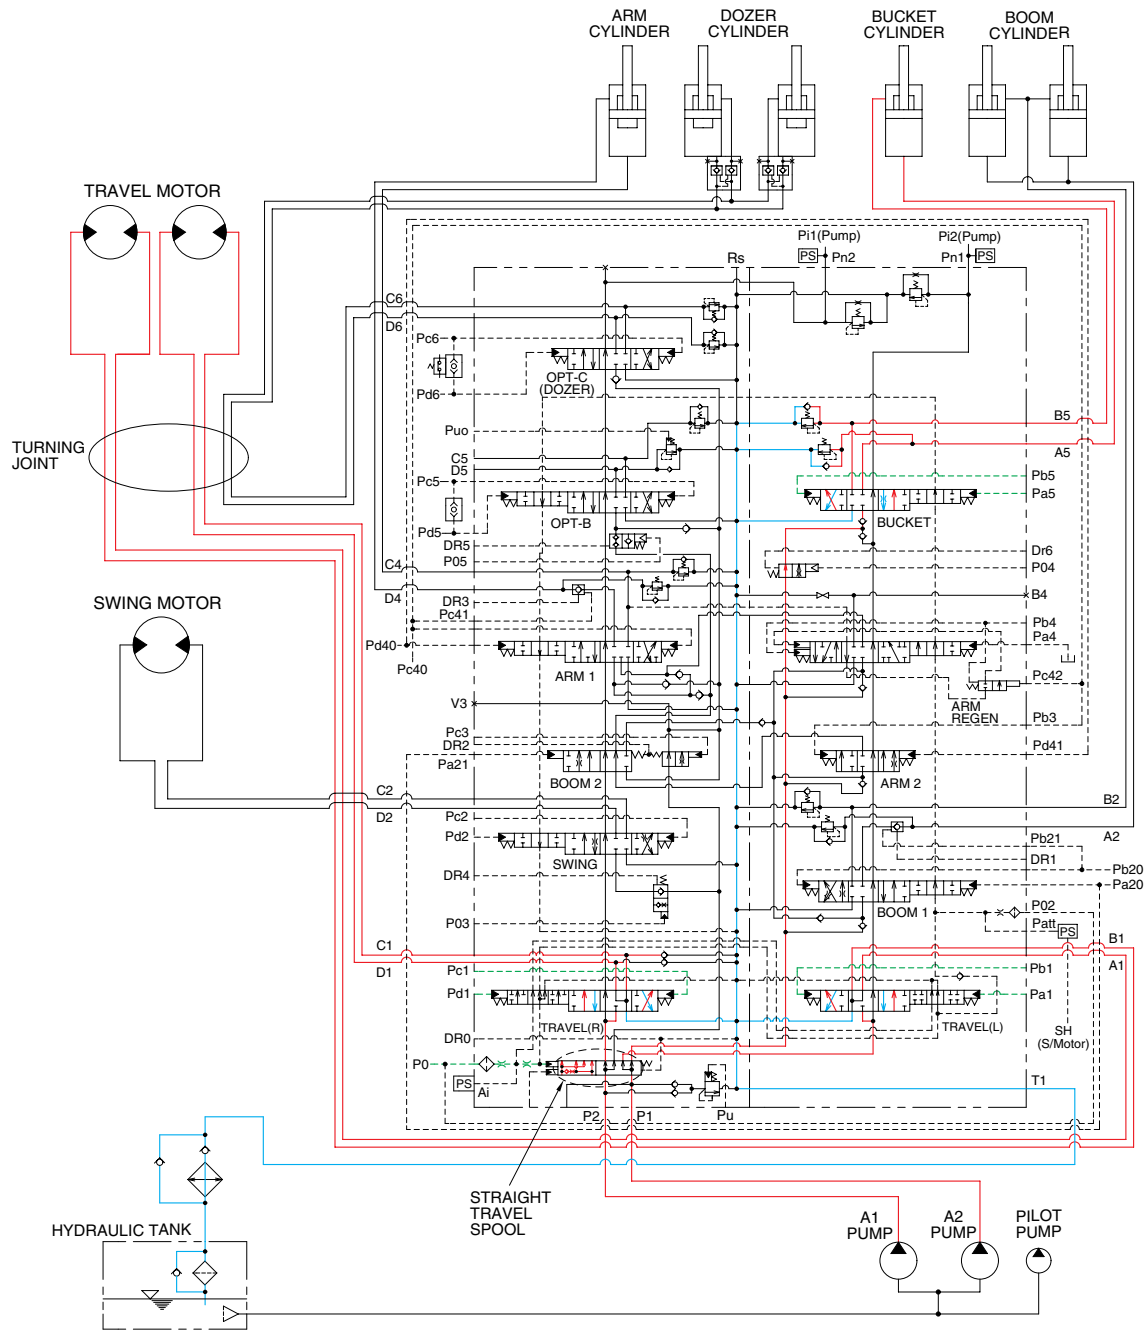 ARM
CYLINDER
DOZER
CYLINDER
BUCKET
CYLINDER
BOOM
CYLINDER
TRAVEL MOTOR
Pi1(Pump)
Pi2(Pump)
PS
Pn2
Pn1
PS
Rs
C6
D6
Pc6
Pd6
OPT-C
(DOZER)
TURNING
JOINT
Puo
C5
D5
Pc5
Pd5
OPT-B
B5
A5
Pb5
Pa5
BUCKET
DR5
P05
C4
D4
DR3
Pc41
Dr6
P04
B4
SWING MOTOR
Pd40
Pc40
ARM 1
Pb4
Pa4
Pc42
ARM
REGEN
V3
Pc3
DR2
Pa21
BOOM 2
Pb3
Pd41
ARM 2
C2
D2
Pc2
Pd2
SWING
B2
A2
Pb21
DR1
Pb20
Pa20
DR4
P03
BOOM 1
P02
Patt
PS
C1
D1
Pc1
Pd1
TRAVEL(R)
B1
A1
Pb1
Pa1
TRAVEL(L)
SH
(S/Motor)
DR0
P0
PS
Ai
T1
P2
P1
Pu
STRAIGHT
TRAVEL
SPOOL
HYDRAULIC TANK
A1
PUMP
A2
PUMP
PILOT
PUMP